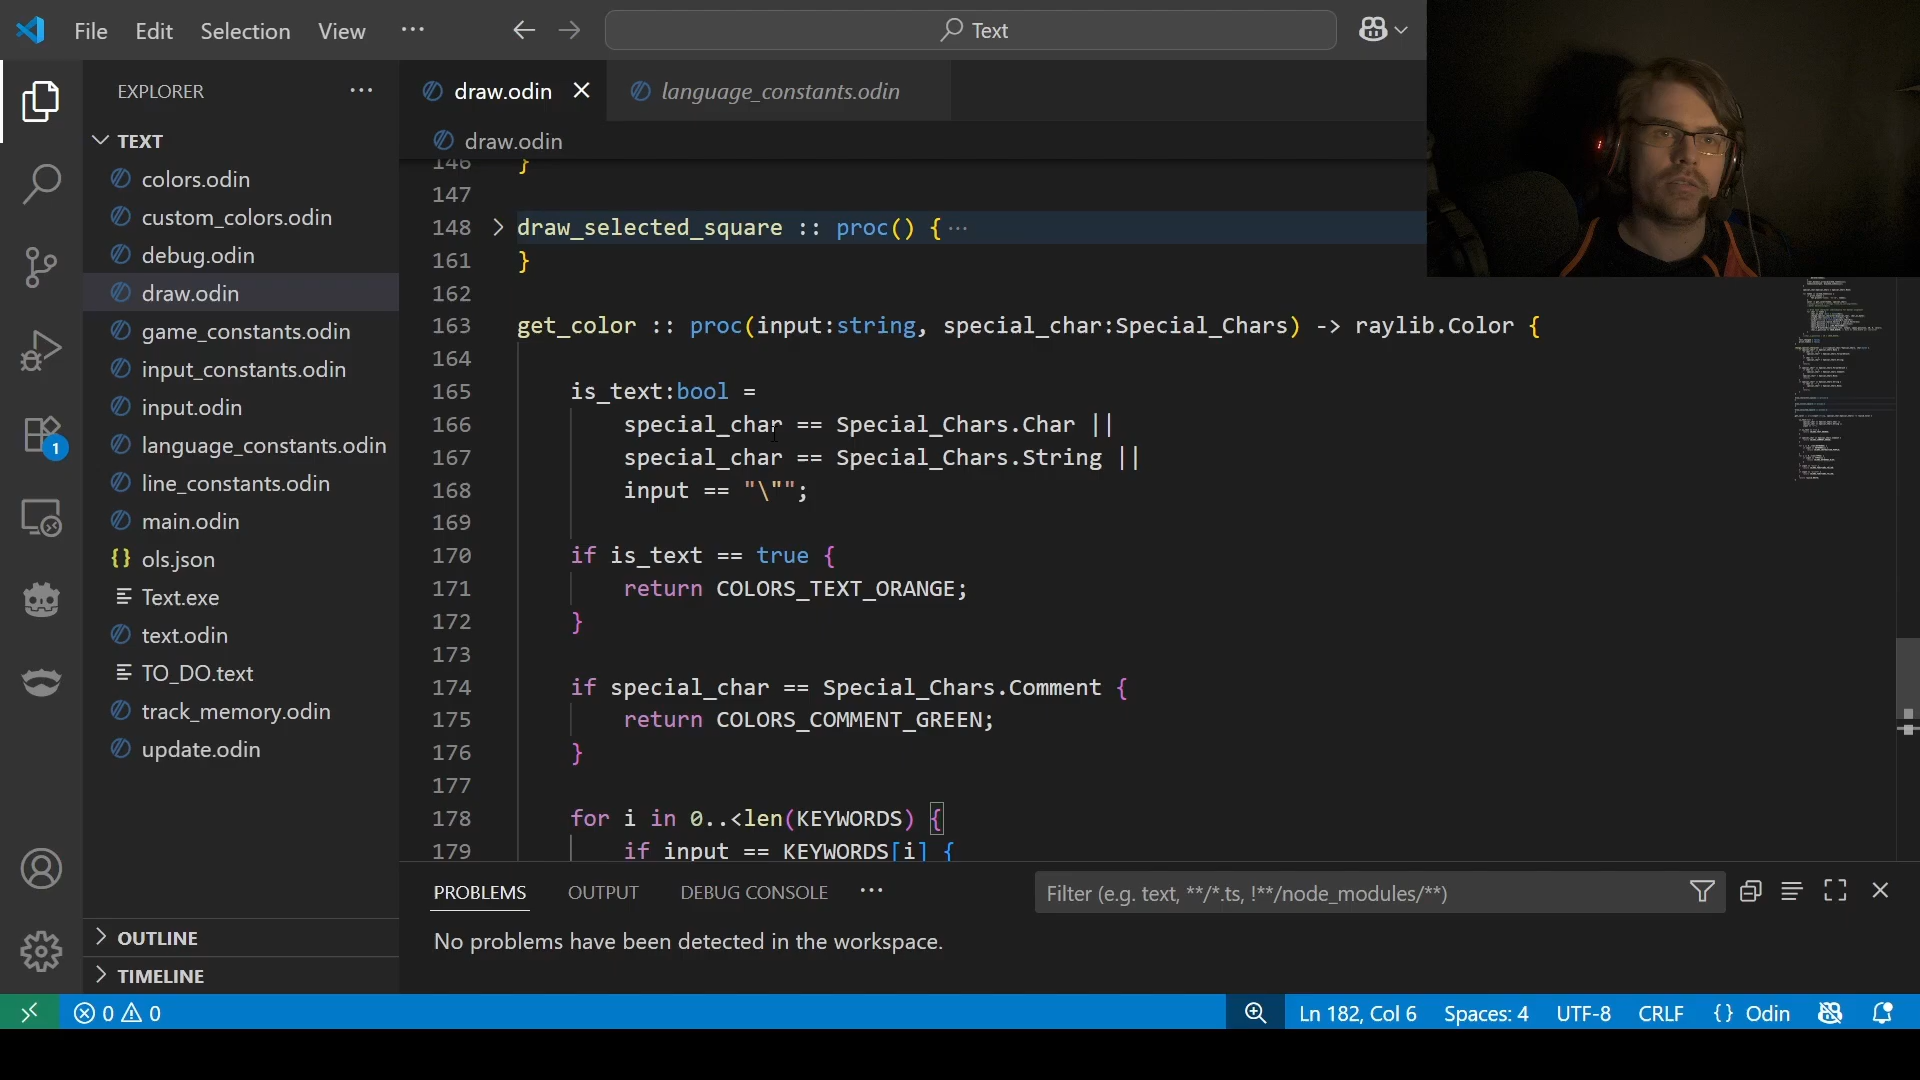 File Edit Selection View ···
Text
EXPLORER ···
TEXT
colors.odin
custom_colors.odin
debug.odin
draw.odin
game_constants.odin
input_constants.odin
input.odin
language_constants.odin
line_constants.odin
main.odin
{} ols.json
Text.exe
text.odin
TO_DO.text
track_memory.odin
update.odin
OUTLINE
TIMELINE
1
draw.odin
language_constants.odin
draw.odin
146 }
147
148 draw_selected_square :: proc() { ···
161 }
162
163 get_color :: proc(input:string, special_char:Special_Chars) -> raylib.Color {
164
165 is_text:bool =
166 special_char == Special_Chars.Char ||
167 special_char == Special_Chars.String ||
168 input == "\"";
169
170 if is_text == true {
171 return COLORS_TEXT_ORANGE;
172 }
173
174 if special_char == Special_Chars.Comment {
175 return COLORS_COMMENT_GREEN;
176 }
177
178 for i in 0..<len(KEYWORDS) {
179 if input == KEYWORDS[i] {
PROBLEMS OUTPUT DEBUG CONSOLE ···
Filter (e.g. text, **/*.ts, !**/node_modules/**)
No problems have been detected in the workspace.
0 0
Ln 182, Col 6 Spaces: 4 UTF-8 CRLF {} Odin